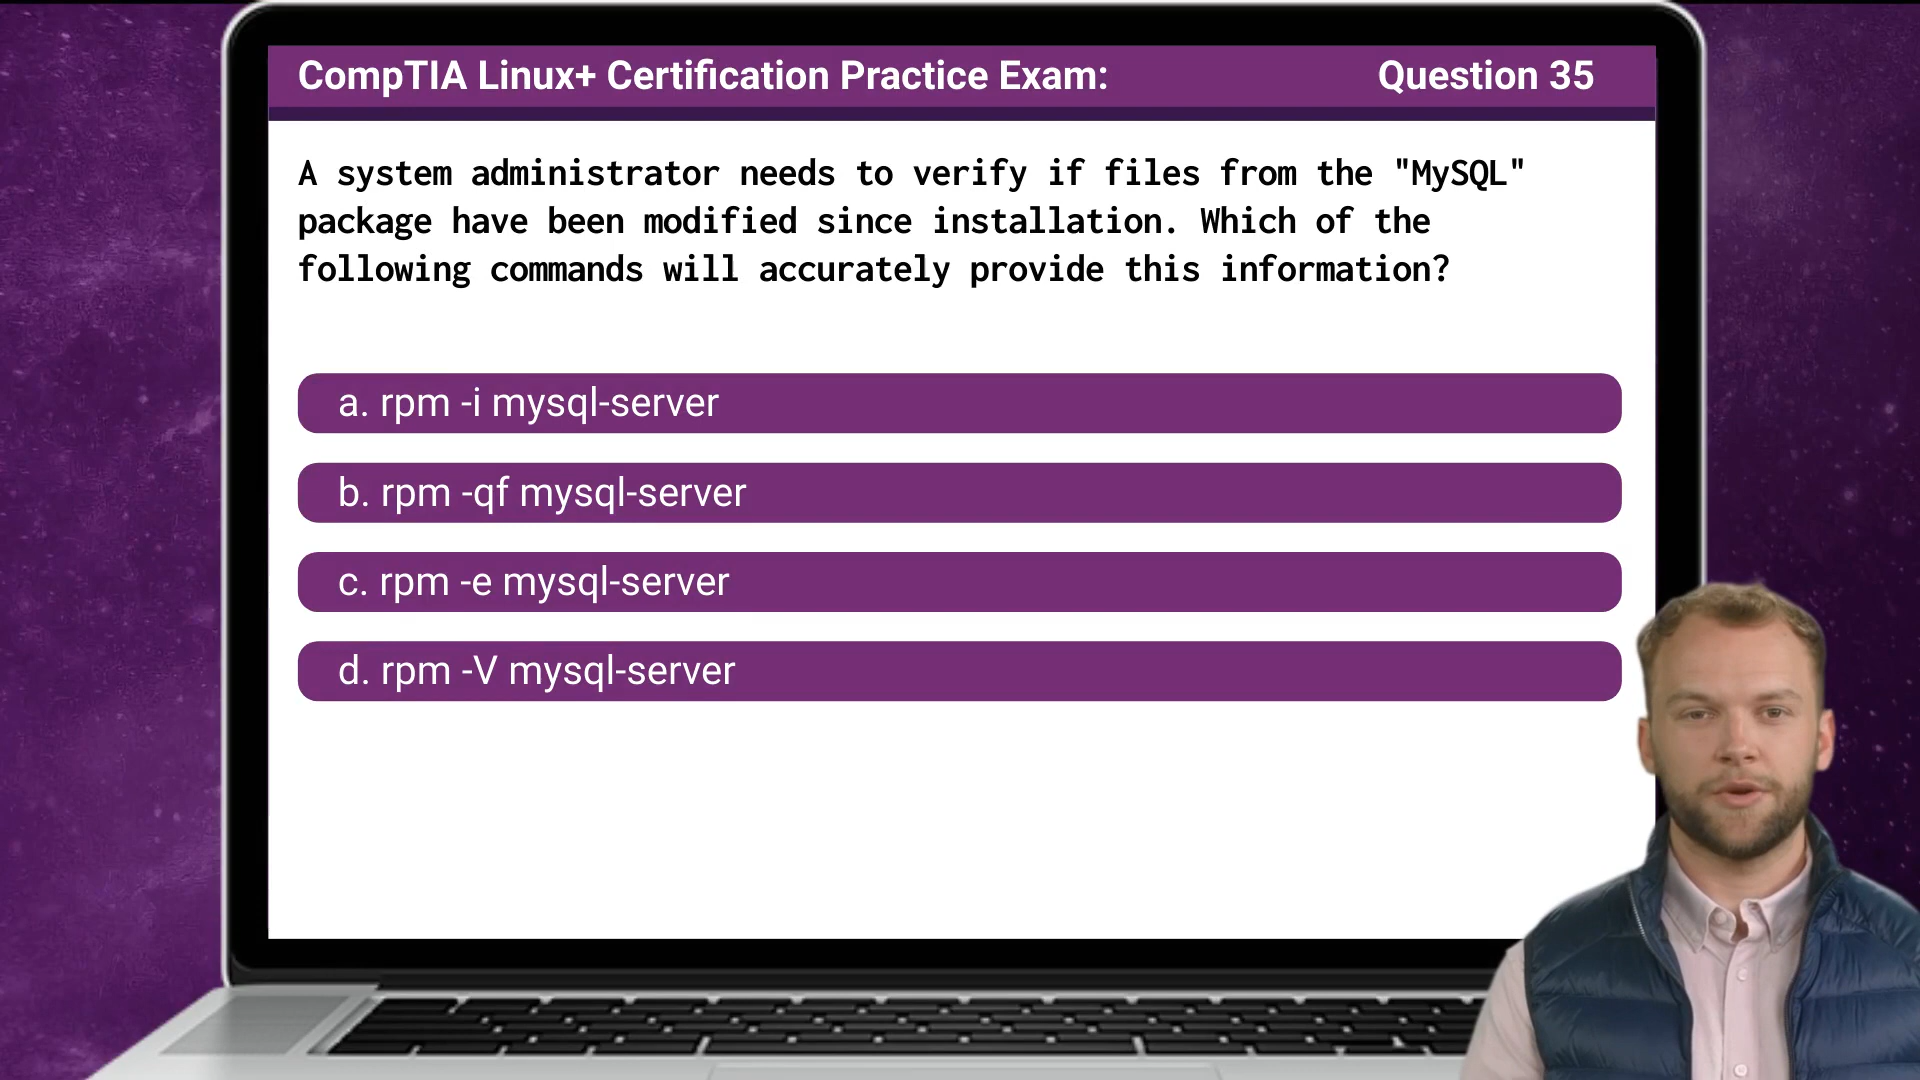 CompTIA Linux+ Certification Practice Exam:
Question 35
A system administrator needs to verify if files from the "MySQL"
package have been modified since installation. Which of the
following commands will accurately provide this information?
a. rpm -i mysql-server
b. rpm -qf mysql-server
c. rpm -e mysql-server
d. rpm -V mysql-server